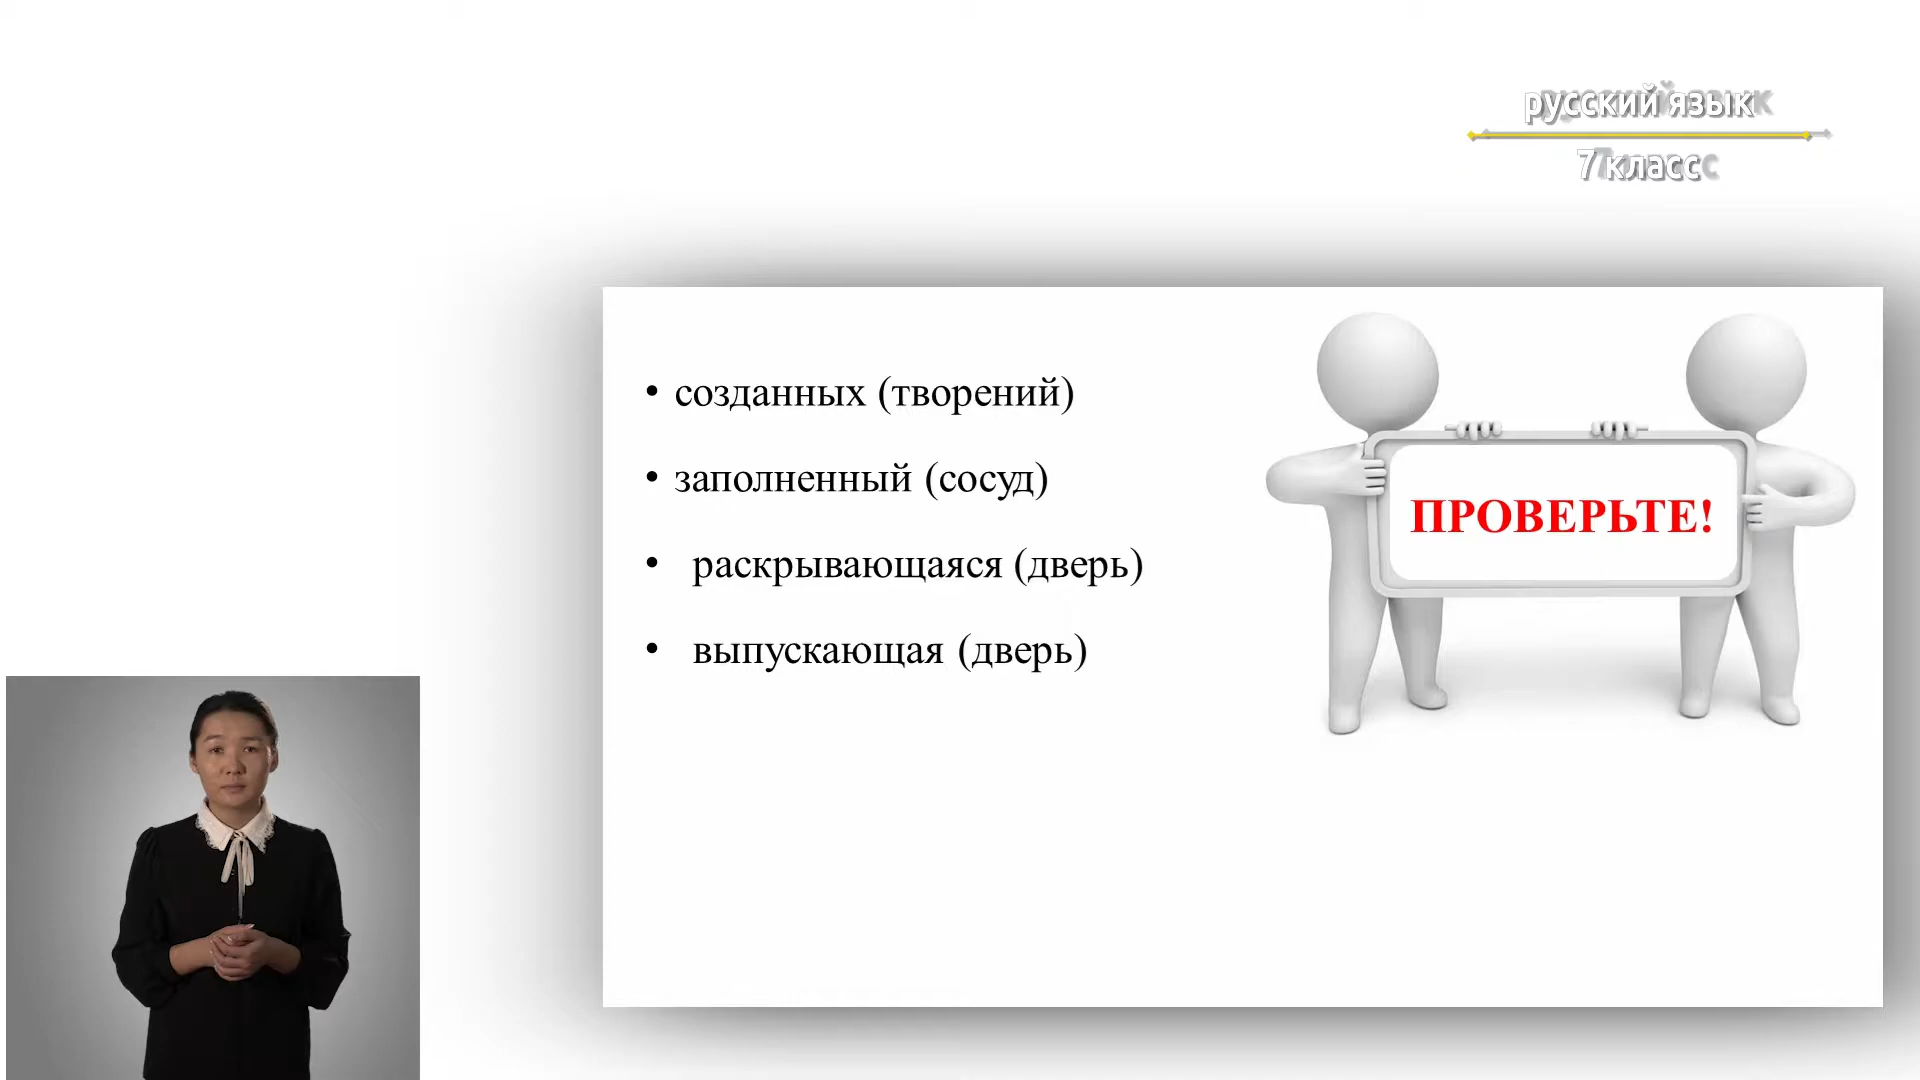 русский язык
7 класс
• созданных (творений)
• заполненный (сосуд)
• раскрывающаяся (дверь)
• выпускающая (дверь)
ПРОВЕРЬТЕ!